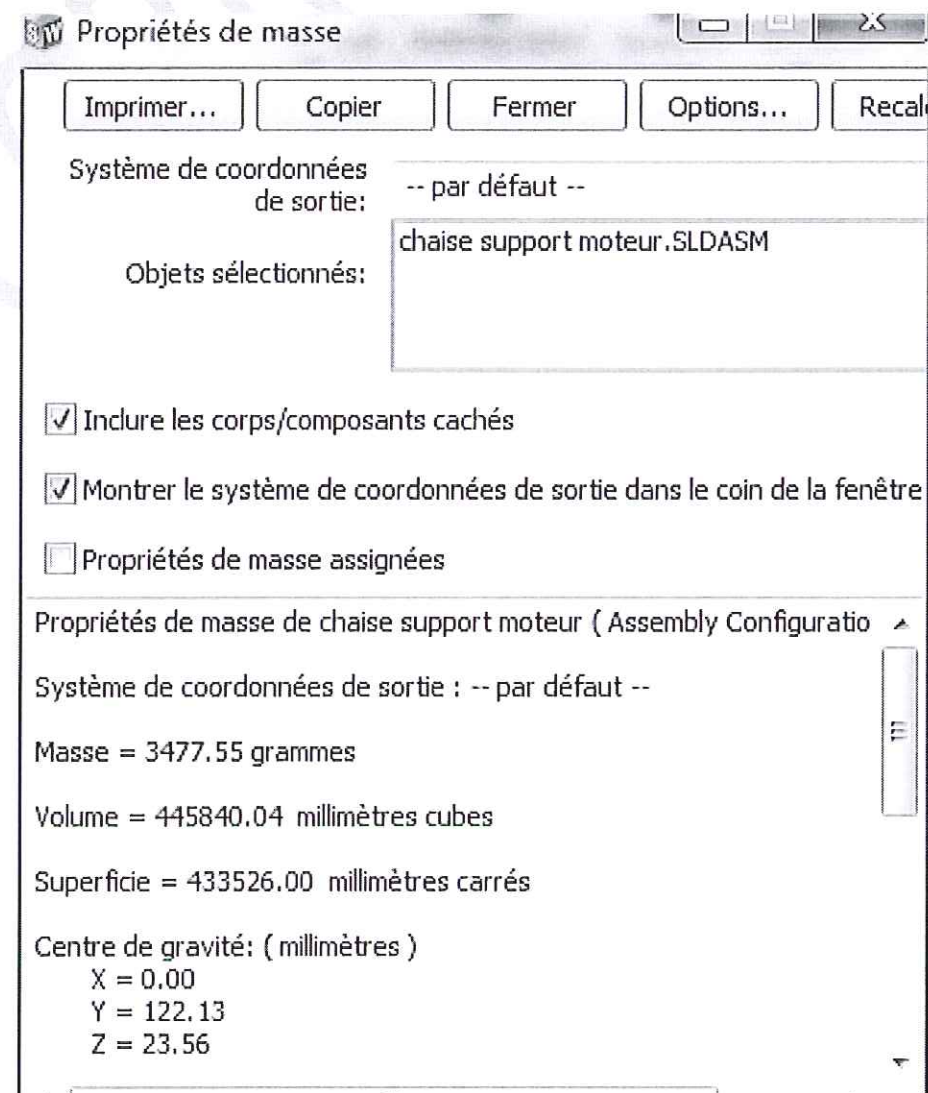 Propriétés de masse
Imprimer... Copier Fermer Options...
Système de coordonnées
de sortie:
-- par défaut --
Objets sélectionnés:
chaise support moteur.SLDASM
Inclure les corps/composants cachés
Montrer le système de coordonnées de sortie dans le coin de la fenêtre
Propriétés de masse assignées
Propriétés de masse de chaise support moteur ( Assembly Configuratio
Système de coordonnées de sortie : -- par défaut --
Masse = 3477.55 grammes
Volume = 445840.04 millimètres cubes
Superficie = 433526.00 millimètres carrés
Centre de gravité: ( millimètres )
X = 0.00
Y = 122.13
Z = 23.56